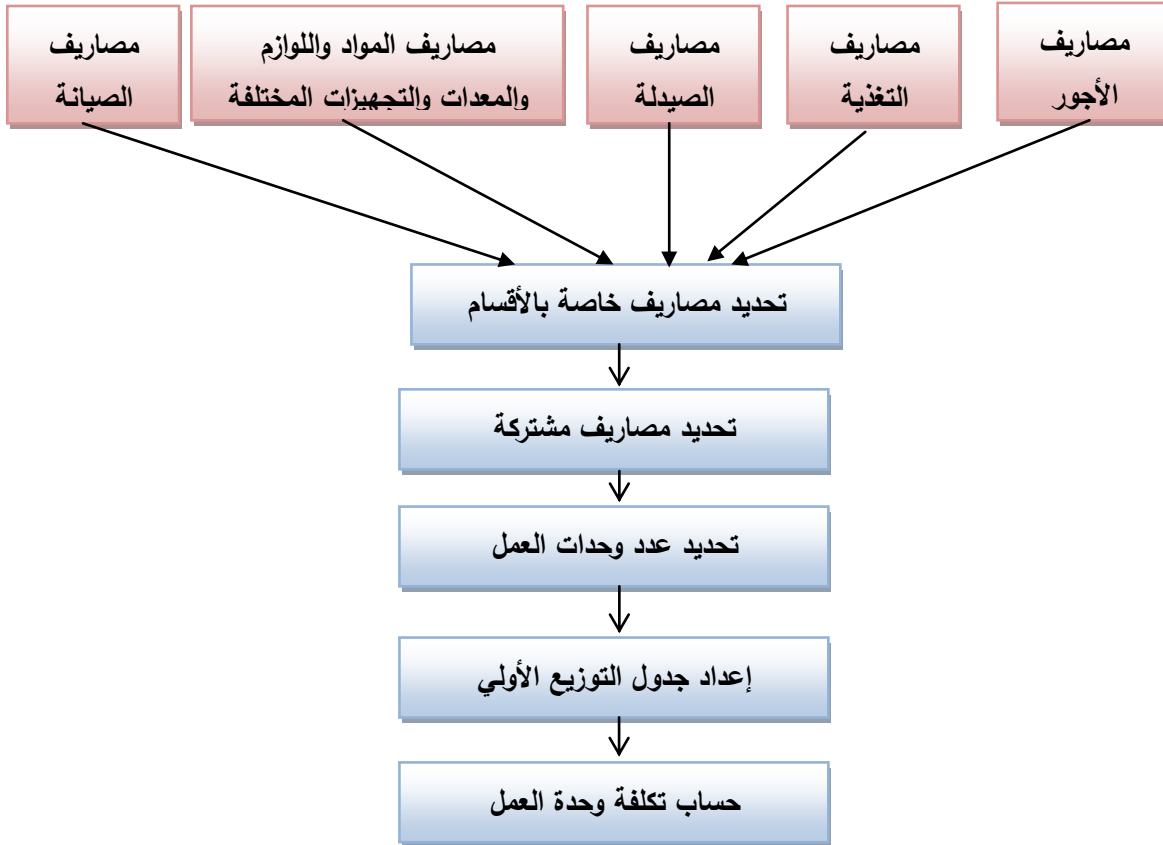 مصاريف
الأجور
مصاريف
التغذية
مصاريف
الصيدلة
مصاريف المواد واللوازم
والمعدات والتجهيزات المختلفة
مصاريف
الصيانة
تحديد مصاريف خاصة بالأقسام
تحديد مصاريف مشتركة
تحديد عدد وحدات العمل
إعداد جدول التوزيع الأولي
حساب تكلفة وحدة العمل